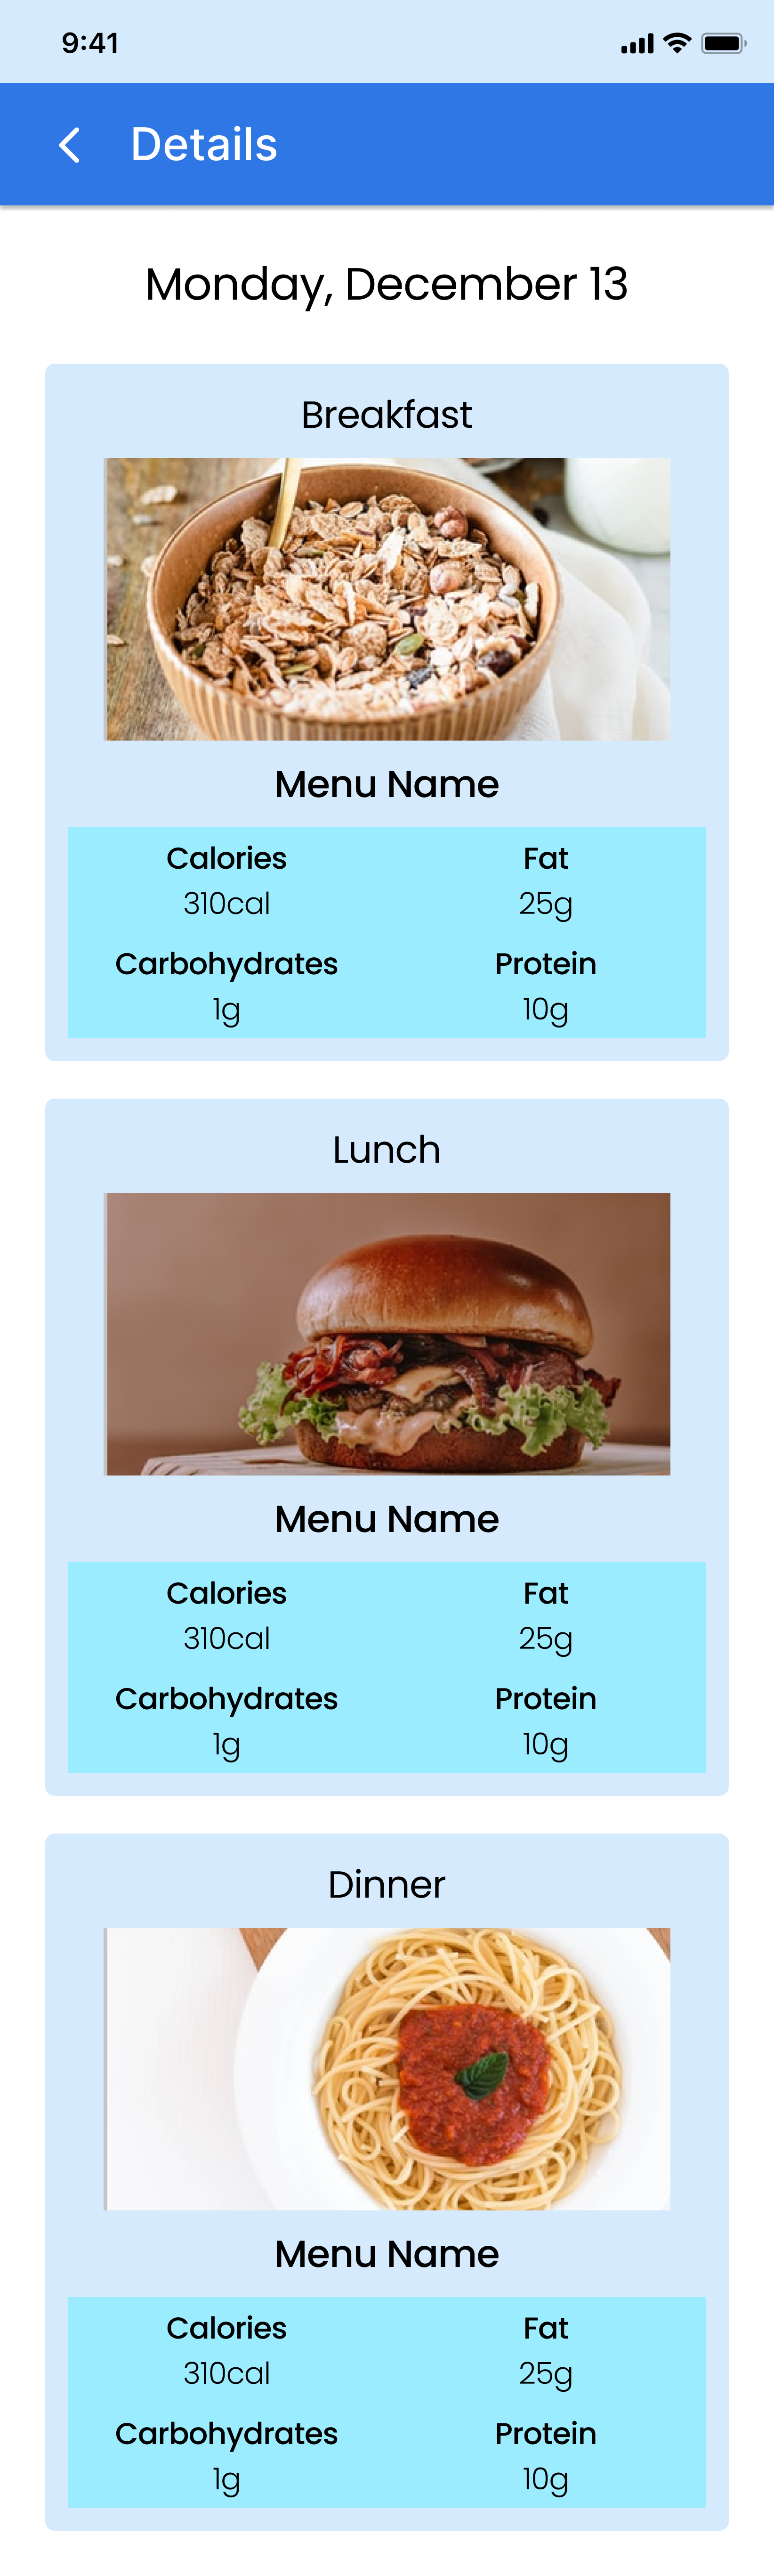 9:41
Details
Monday, December 13
Breakfast
Menu Name
Calories Fat
310cal 25g
Carbohydrates Protein
1g 10g
Lunch
Menu Name
Calories Fat
310cal 25g
Carbohydrates Protein
1g 10g
Dinner
Menu Name
Calories Fat
310cal 25g
Carbohydrates Protein
1g 10g